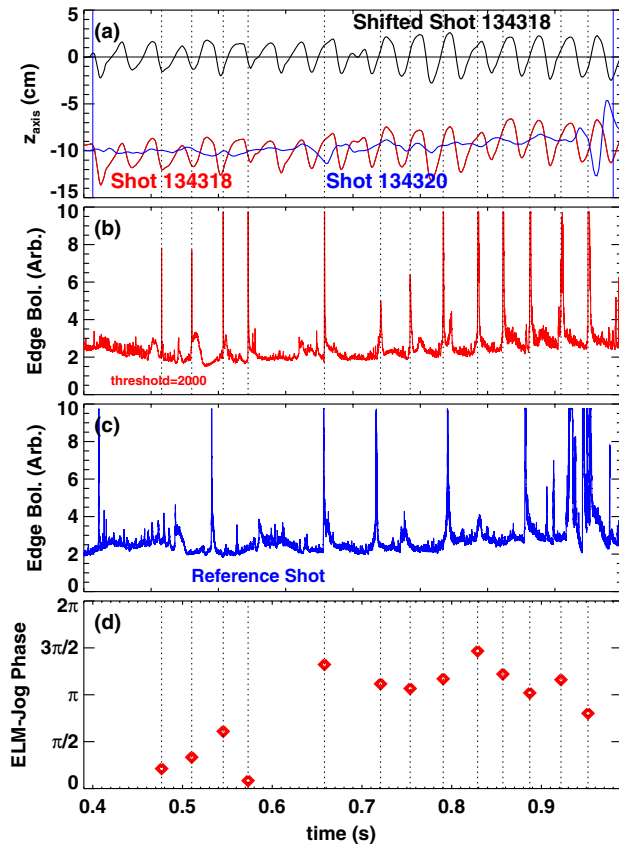 (a)
Shifted Shot 134318
5
0
-5
-10
-15
z_axis (cm)
Shot 134318
Shot 134320
(b)
10
8
6
4
2
0
Edge Bol. (Arb.)
threshold=2000
(c)
10
8
6
4
2
0
Edge Bol. (Arb.)
Reference Shot
(d)
2π
3π/2
π
π/2
0
ELM-Jog Phase
0.4 0.5 0.6 0.7 0.8 0.9
time (s)